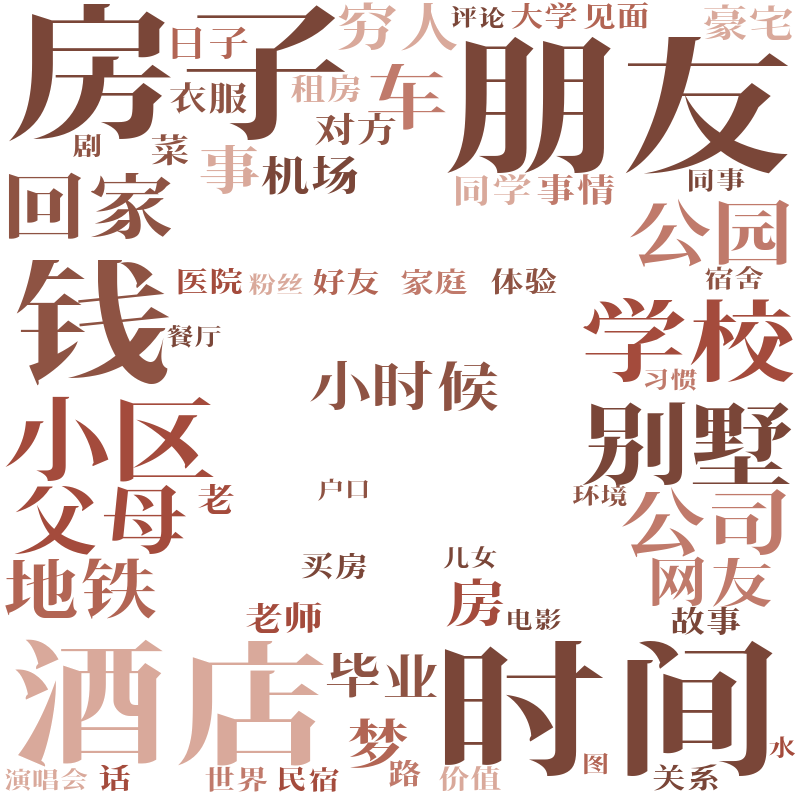 房子
日子
穷人
评论
大学
见面
豪宅
衣服
租房
车
朋友
对方
剧
菜
事
机场
同学
事情
同事
回家
公园
钱
医院
粉丝
好友
家庭
体验
宿舍
餐厅
学校
小时候
习惯
小区
别墅
父母
老
户口
环境
公司
地铁
买房
儿女
网友
老师
房
电影
故事
酒店
毕业
时间
梦
演唱会
话
世界
民宿
路
价值
图
关系
水